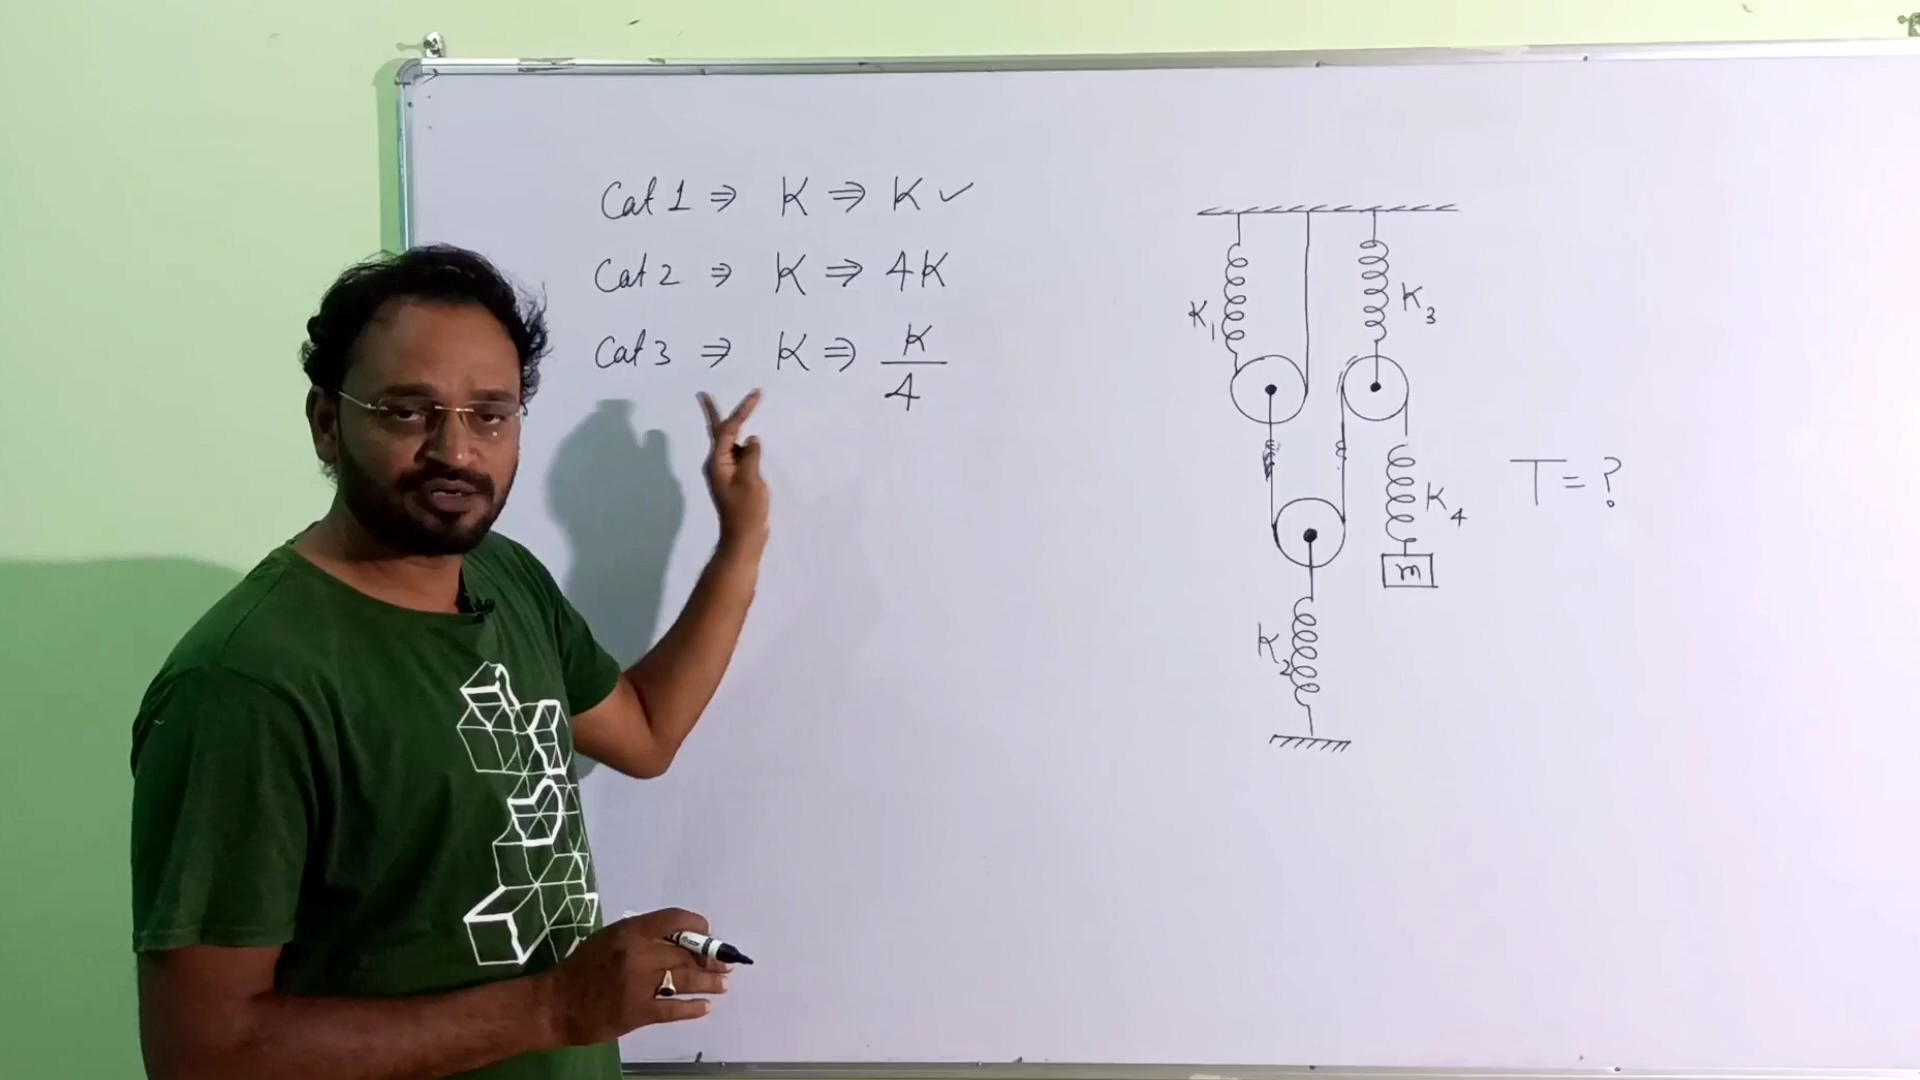 Cat 1 ⇒ K ⇒ K ✓
Cat 2 ⇒ K ⇒ 4K
Cat 3 ⇒ K ⇒ K/4
K₁
K₃
K₄
m
T = ?
K₂